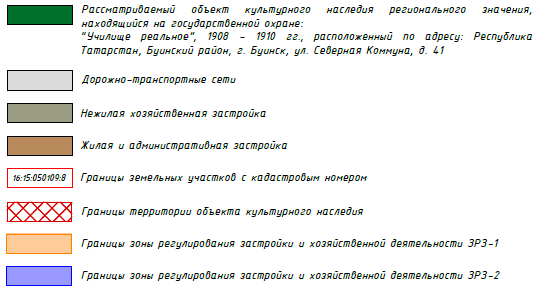 Рассматриваемый объект культурного наследия регионального значения,
находящийся на государственной охране:
"Училище реальное", 1908 - 1910 гг., расположенный по адресу: Республика
Татарстан, Буинский район, г. Буинск, ул. Северная Коммуна, д. 41
Дорожно-транспортные сети
Нежилая хозяйственная застройка
Жилая и административная застройка
16:15:050109:8 Границы земельных участков с кадастровым номером
Границы территории объекта культурного наследия
Границы зоны регулирования застройки и хозяйственной деятельности ЗРЗ-1
Границы зоны регулирования застройки и хозяйственной деятельности ЗРЗ-2